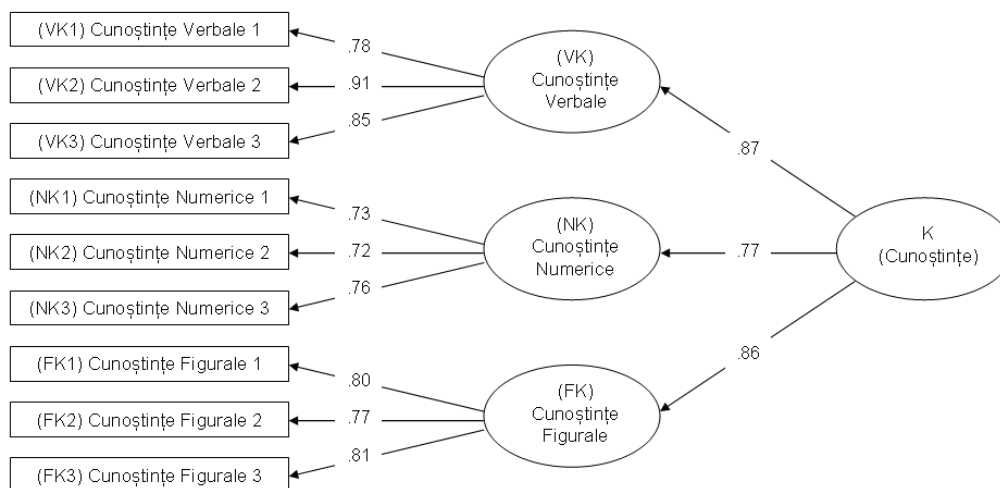 (VK1) Cunoștințe Verbale 1
(VK2) Cunoștințe Verbale 2
(VK3) Cunoștințe Verbale 3
(NK1) Cunoștințe Numerice 1
(NK2) Cunoștințe Numerice 2
(NK3) Cunoștințe Numerice 3
(FK1) Cunoștințe Figurale 1
(FK2) Cunoștințe Figurale 2
(FK3) Cunoștințe Figurale 3
.78
.91
.85
.73
.72
.76
.80
.77
.81
(VK)
Cunoștințe
Verbale
(NK)
Cunoștințe
Numerice
(FK)
Cunoștințe
Figurale
.87
.77
.86
K
(Cunoștințe)